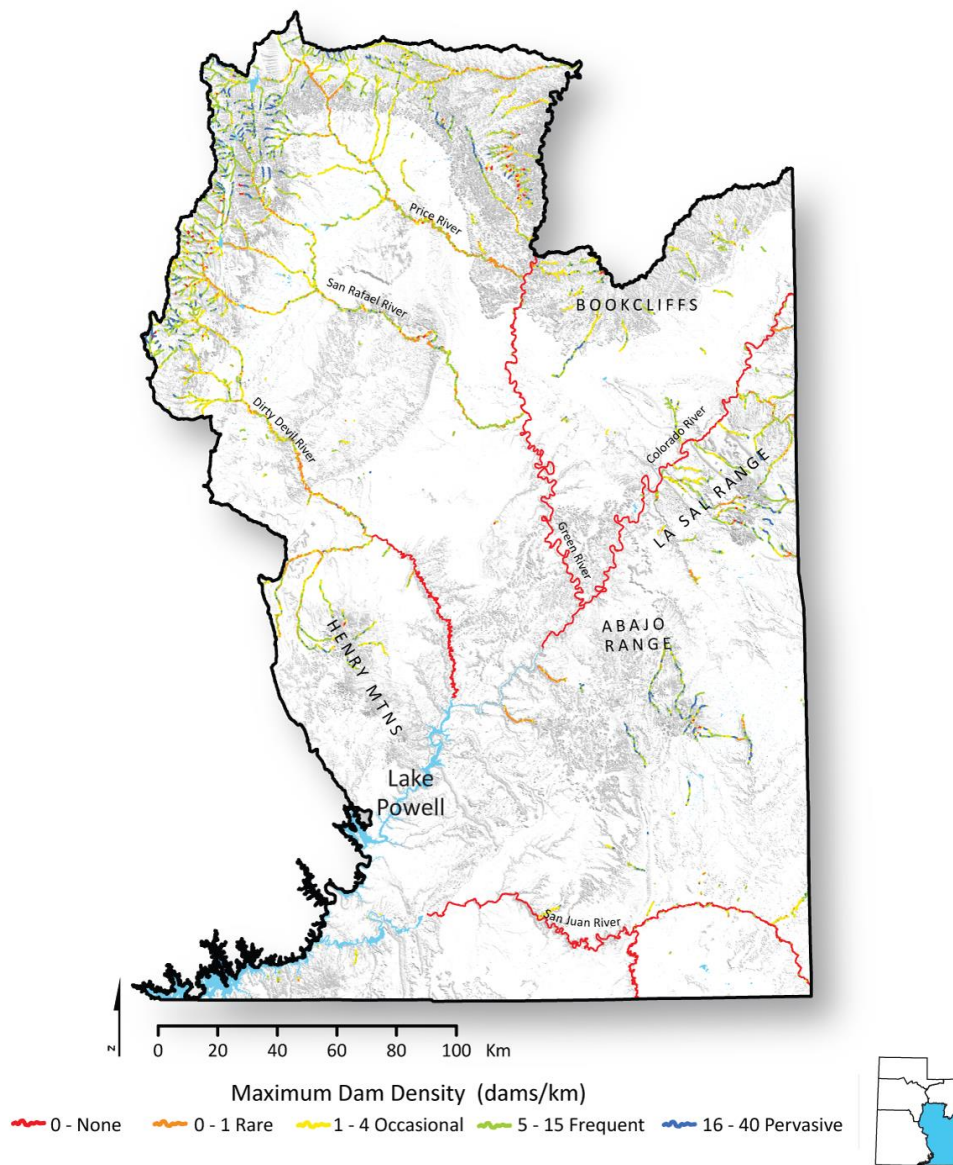 Price River
BOOKCLIFFS
San Rafael River
Dirty Devil River
Colorado River
LA SAL RANGE
Green River
ABAJO
RANGE
HENRY MTNS
Lake
Powell
San Juan River
z
0 20 40 60 80 100 Km
Maximum Dam Density (dams/km)
0 - None 0 - 1 Rare 1 - 4 Occasional 5 - 15 Frequent 16 - 40 Pervasive